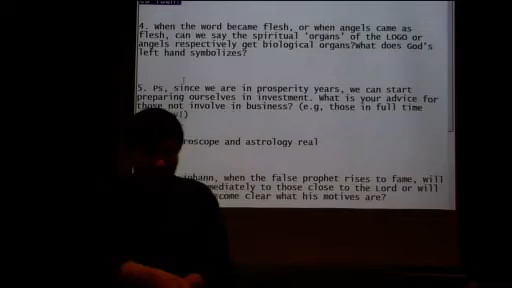 4. When the word became flesh, or when angels came as
flesh, can we say the spiritual 'organs' of the LOGO or
angels respectively get biological organs?What does God's
left hand symbolizes?
5. Ps, since we are in prosperity years, we can start
preparing ourselves in investment. What is your advice for
those not involve in business? (e.g, those in full time
roscope and astrology real
when the false prophet rises to fame, will
mediately to those close to the Lord or will
come clear what his motives are?